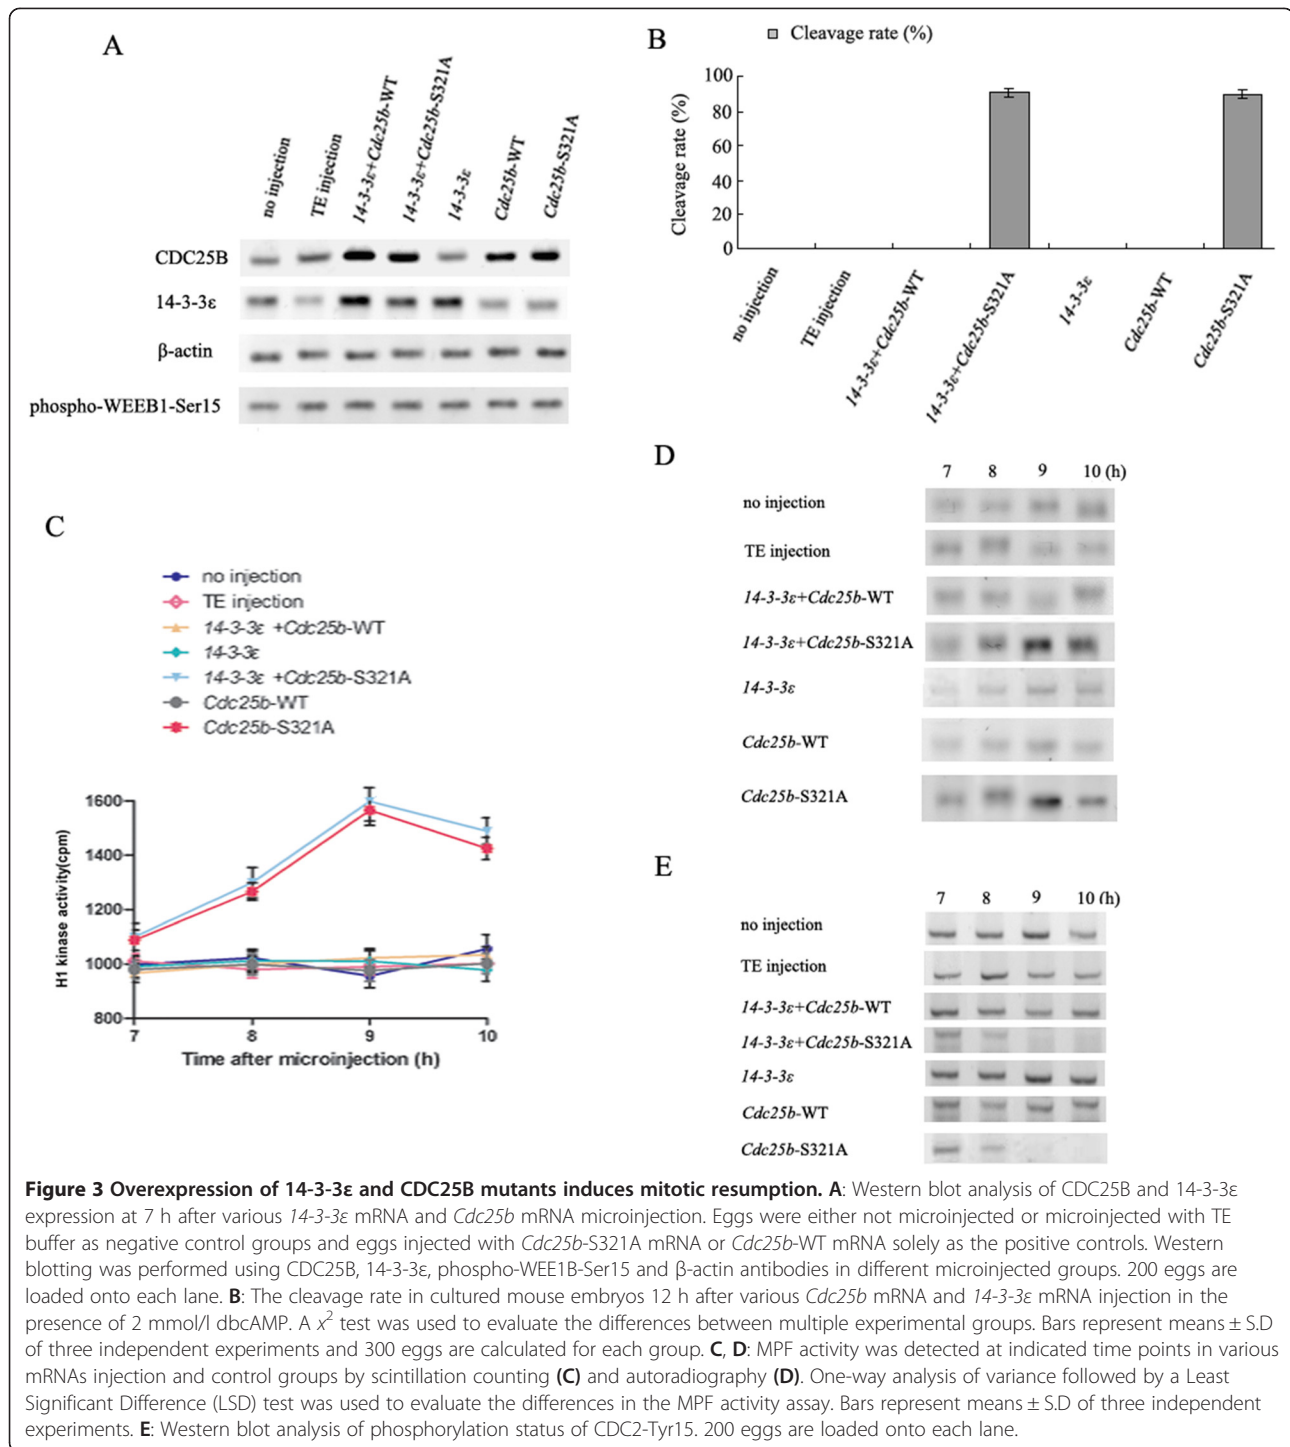 A
no injection
TE injection
14-3-3ε+Cdc25b-WT
14-3-3ε+Cdc25b-S321A
14-3-3ε
Cdc25b-WT
Cdc25b-S321A
CDC25B
14-3-3ε
β-actin
phospho-WEEB1-Ser15
B
Cleavage rate (%)
Cleavage rate (%)
100
80
60
40
20
0
no injection
TE injection
14-3-3ε+Cdc25b-WT
14-3-3ε+Cdc25b-S321A
14-3-3ε
Cdc25b-WT
Cdc25b-S321A
C
no injection
TE injection
14-3-3ε +Cdc25b-WT
14-3-3ε
14-3-3ε +Cdc25b-S321A
Cdc25b-WT
Cdc25b-S321A
H1 kinase activity(cpm)
1600
1400
1200
1000
800
7 8 9 10
Time after microinjection (h)
D
7 8 9 10 (h)
no injection
TE injection
14-3-3ε+Cdc25b-WT
14-3-3ε+Cdc25b-S321A
14-3-3ε
Cdc25b-WT
Cdc25b-S321A
E
7 8 9 10 (h)
no injection
TE injection
14-3-3ε+Cdc25b-WT
14-3-3ε+Cdc25b-S321A
14-3-3ε
Cdc25b-WT
Cdc25b-S321A
Figure 3 Overexpression of 14-3-3ε and CDC25B mutants induces mitotic resumption. A: Western blot analysis of CDC25B and 14-3-3ε
expression at 7 h after various 14-3-3ε mRNA and Cdc25b mRNA microinjection. Eggs were either not microinjected or microinjected with TE
buffer as negative control groups and eggs injected with Cdc25b-S321A mRNA or Cdc25b-WT mRNA solely as the positive controls. Western
blotting was performed using CDC25B, 14-3-3ε, phospho-WEE1B-Ser15 and β-actin antibodies in different microinjected groups. 200 eggs are
loaded onto each lane. B: The cleavage rate in cultured mouse embryos 12 h after various Cdc25b mRNA and 14-3-3ε mRNA injection in the
presence of 2 mmol/l dbcAMP. A x² test was used to evaluate the differences between multiple experimental groups. Bars represent means ± S.D
of three independent experiments and 300 eggs are calculated for each group. C, D: MPF activity was detected at indicated time points in various
mRNAs injection and control groups by scintillation counting (C) and autoradiography (D). One-way analysis of variance followed by a Least
Significant Difference (LSD) test was used to evaluate the differences in the MPF activity assay. Bars represent means ± S.D of three independent
experiments. E: Western blot analysis of phosphorylation status of CDC2-Tyr15. 200 eggs are loaded onto each lane.